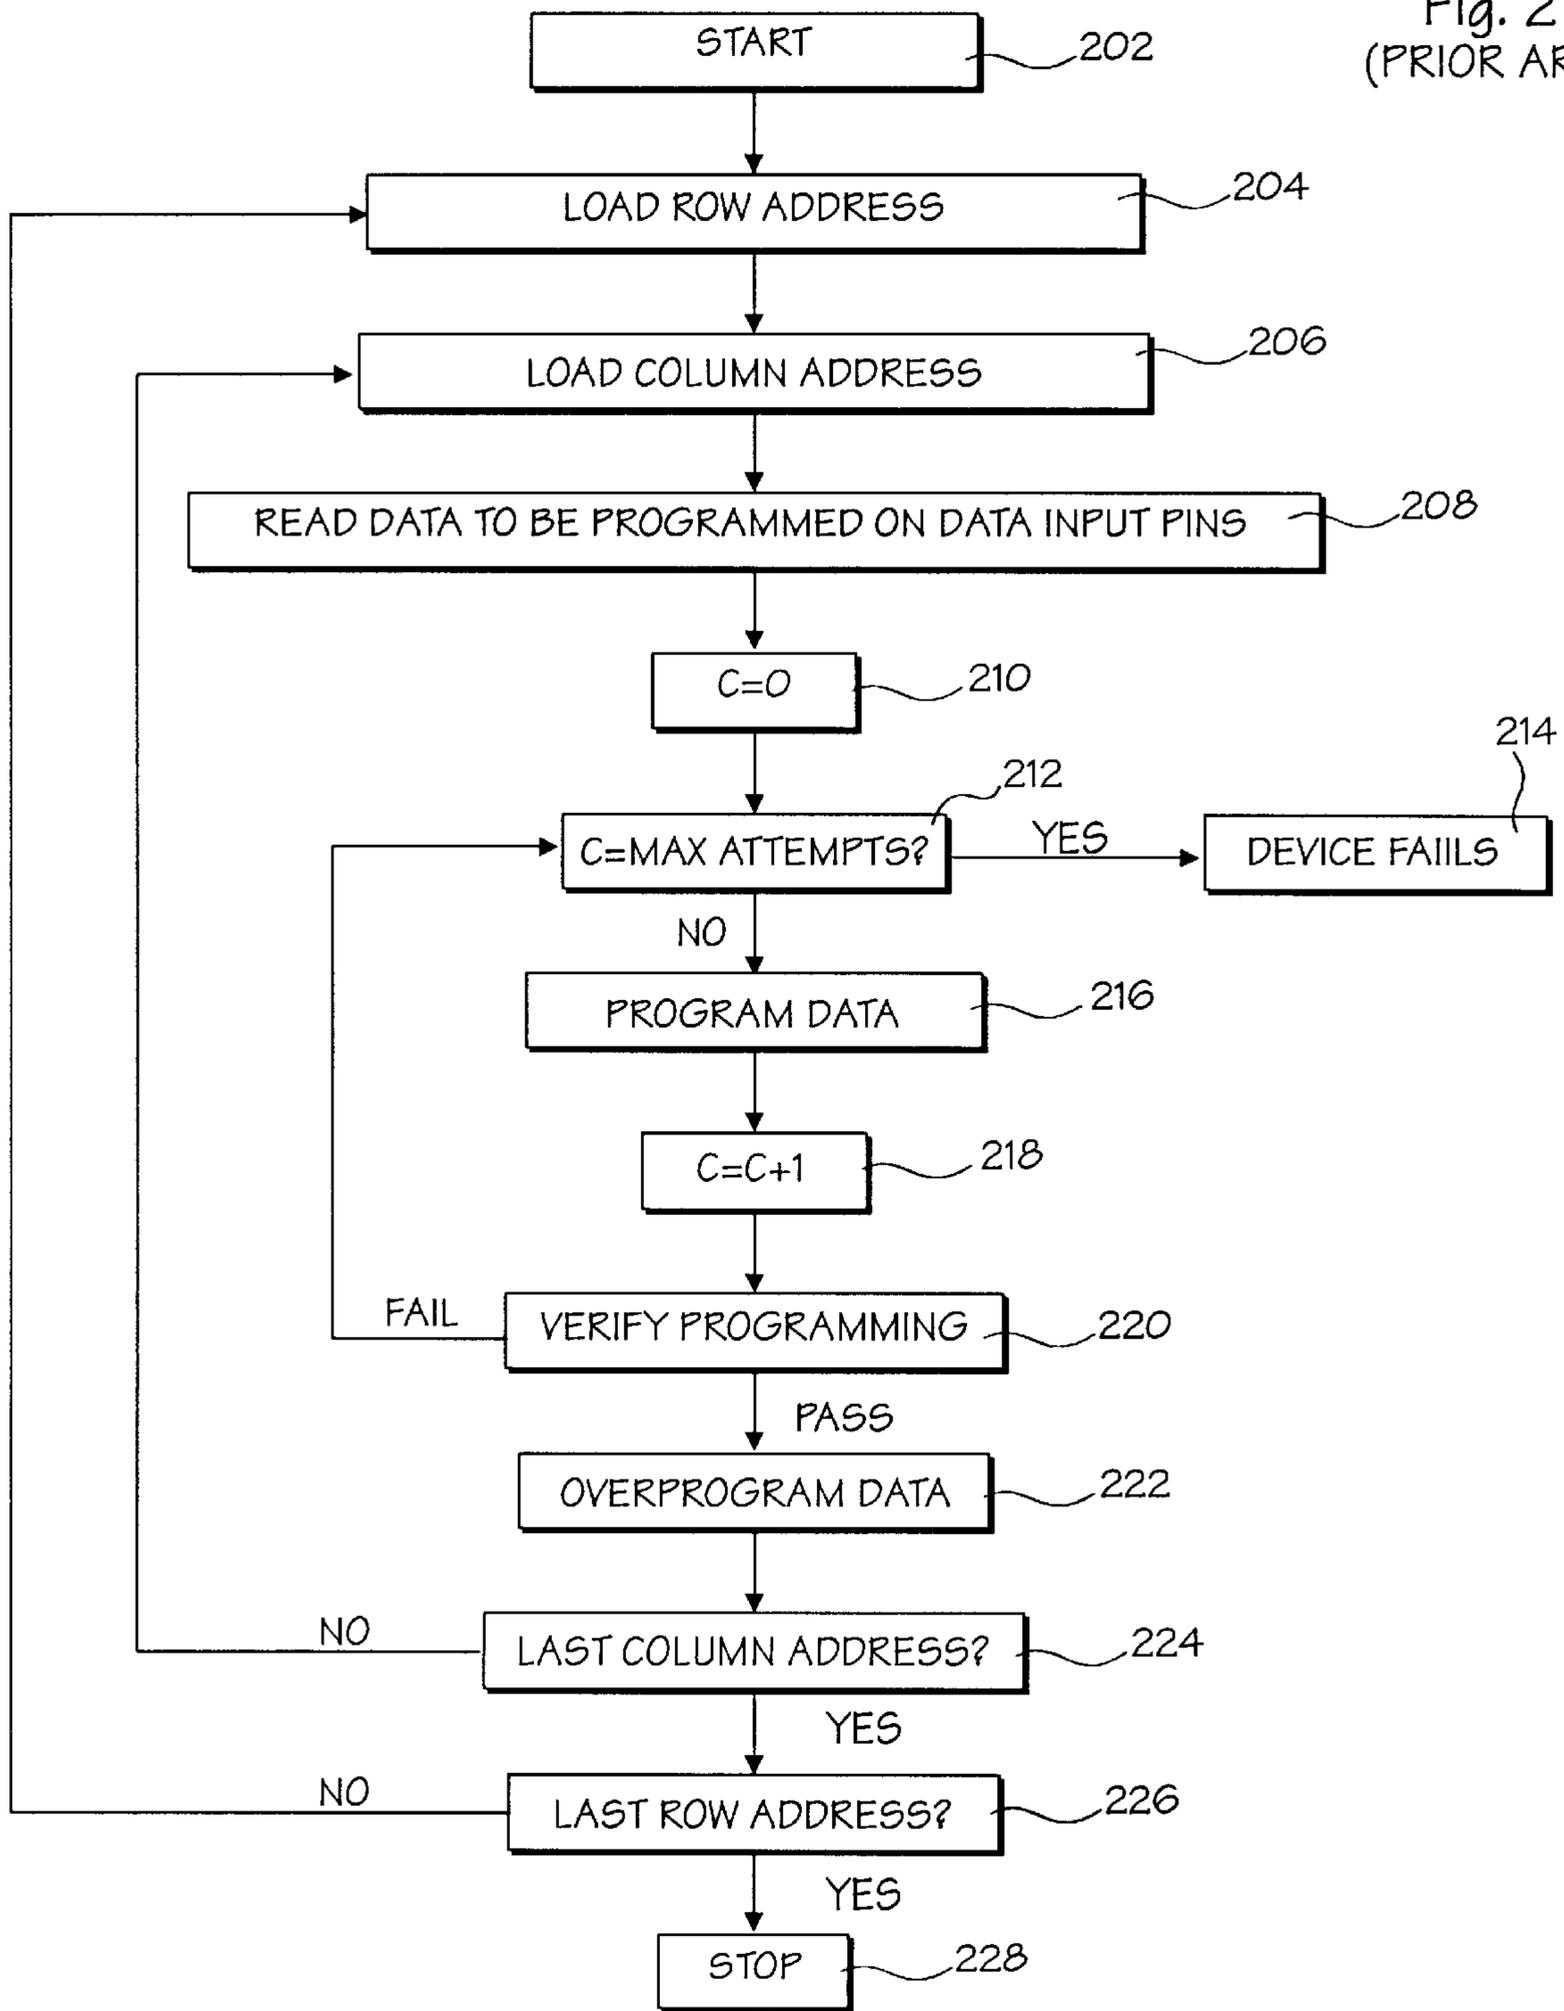 Fig. 2
(PRIOR AR
START
202
LOAD ROW ADDRESS
204
LOAD COLUMN ADDRESS
206
READ DATA TO BE PROGRAMMED ON DATA INPUT PINS
208
C=0
210
C=MAX ATTEMPTS?
212
YES
DEVICE FAIILS
214
NO
PROGRAM DATA
216
C=C+1
218
FAIL
VERIFY PROGRAMMING
220
PASS
OVERPROGRAM DATA
222
NO
LAST COLUMN ADDRESS?
224
YES
NO
LAST ROW ADDRESS?
226
YES
STOP
228